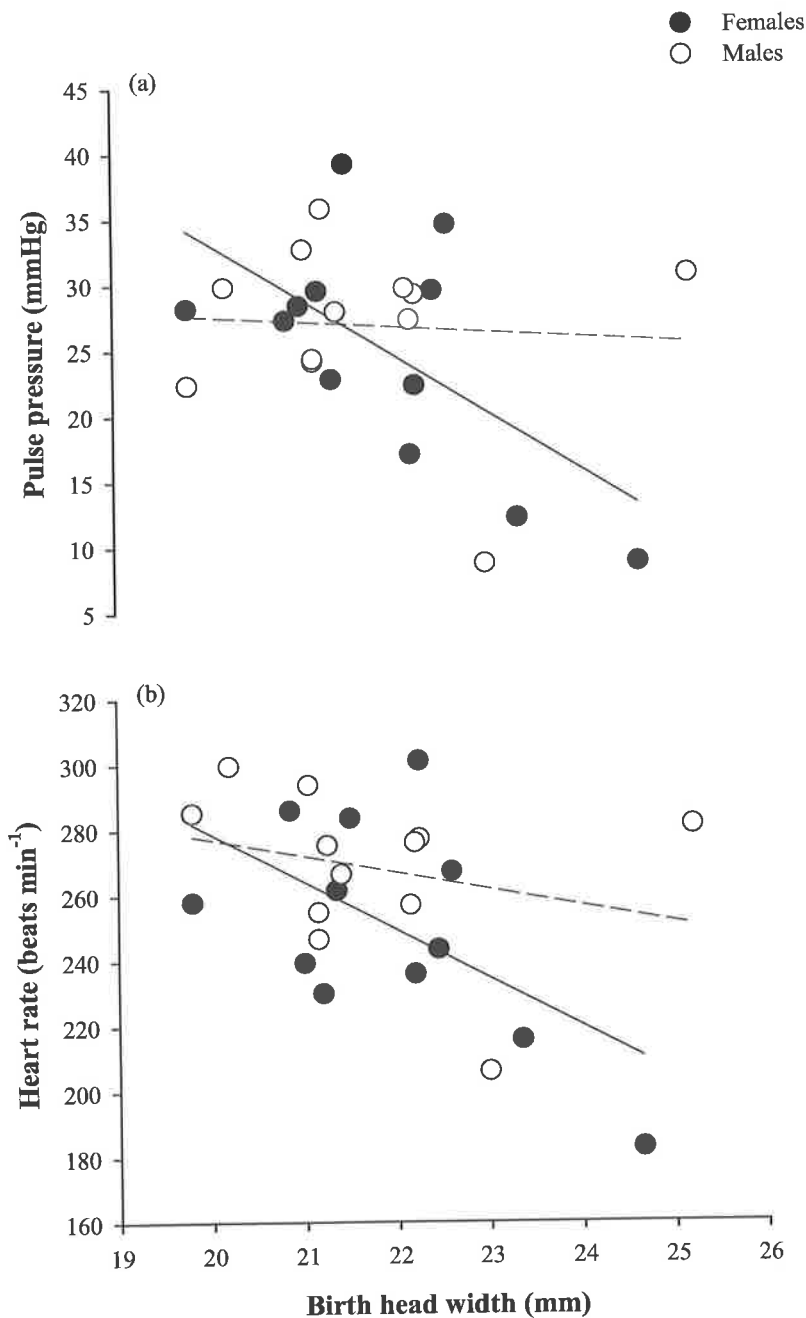 Females
Males
(a)
45
40
35
30
25
20
15
10
5
Pulse pressure (mmHg)
(b)
320
300
280
260
240
220
200
180
160
Heart rate (beats min⁻¹)
19 20 21 22 23 24 25 26
Birth head width (mm)